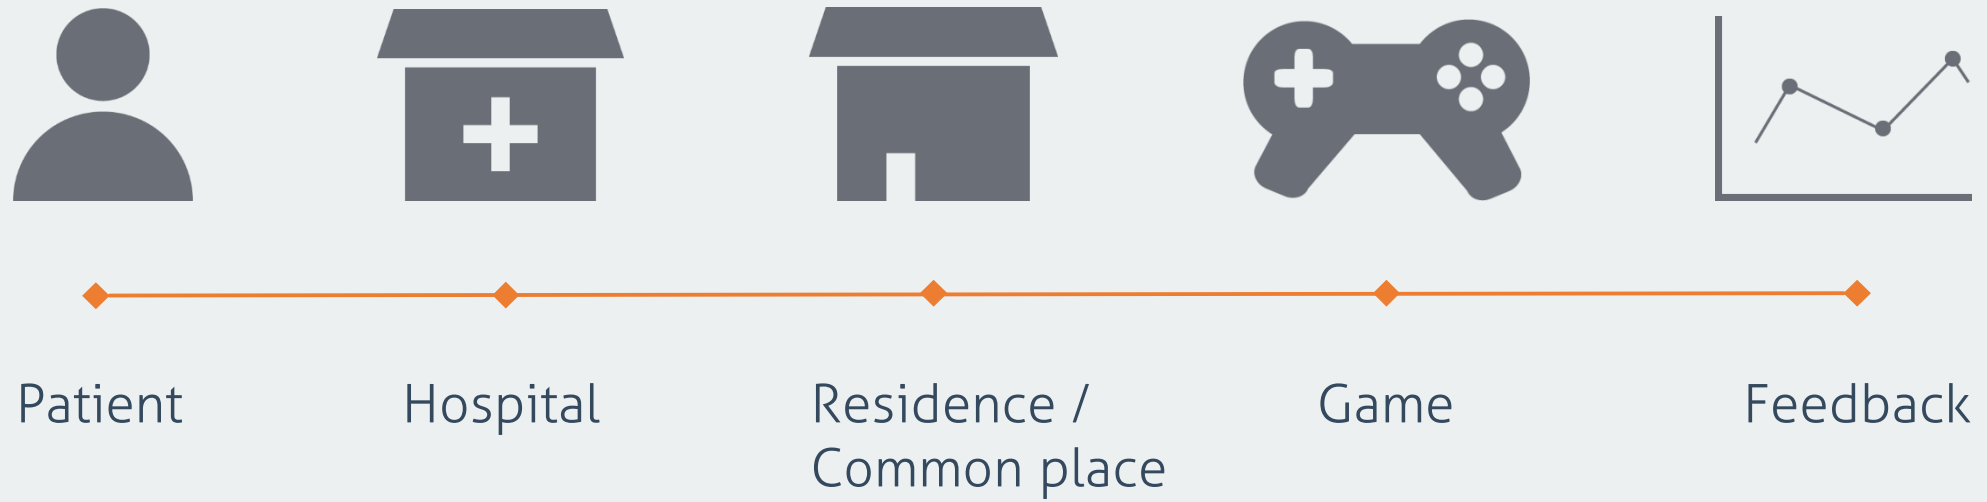 Patient
Hospital
Residence /
Common place
Game
Feedback